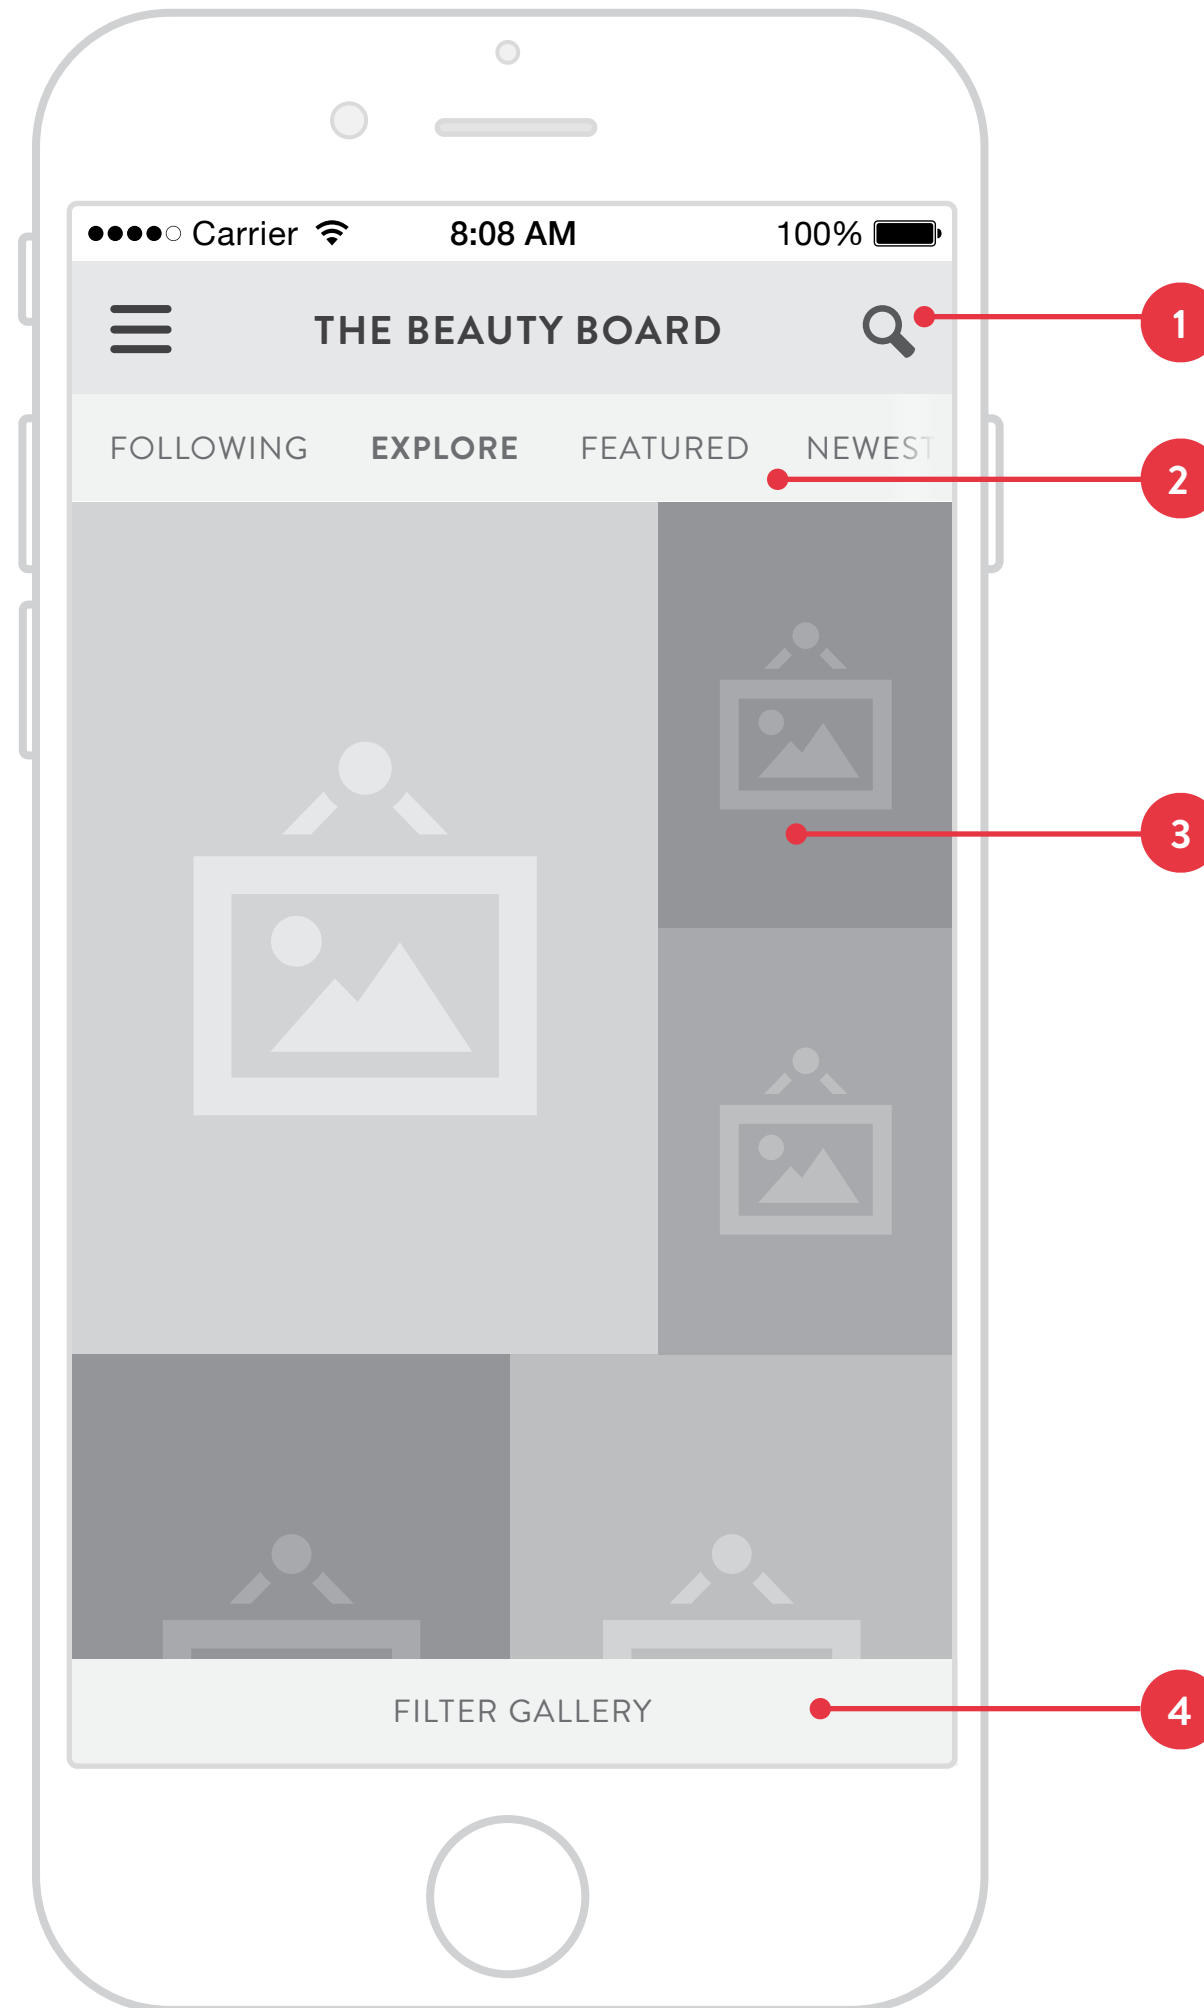 Carrier 8:08 AM 100%
THE BEAUTY BOARD
1
FOLLOWING EXPLORE FEATURED NEWEST
2
3
FILTER GALLERY
4